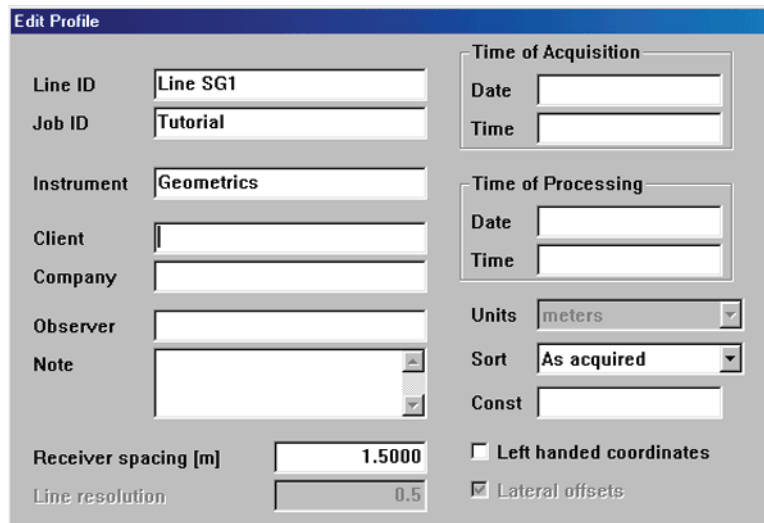 Edit Profile
Line ID Line SG1
Job ID Tutorial
Instrument Geometrics
Client
Company
Observer
Note
Receiver spacing [m] 1.5000
Line resolution 0.5
Time of Acquisition
Date
Time
Time of Processing
Date
Time
Units meters
Sort As acquired
Const
Left handed coordinates
Lateral offsets